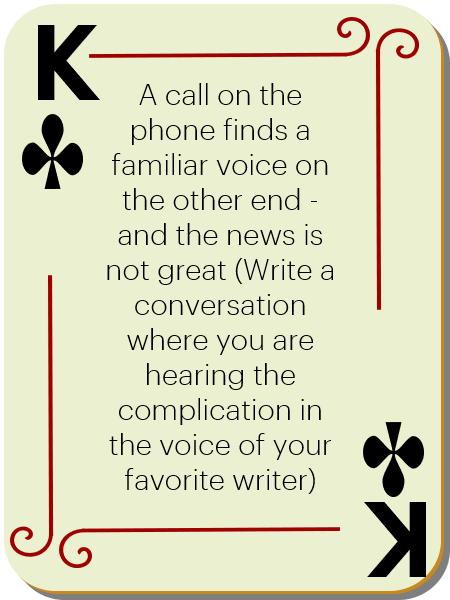 K
A call on the
phone finds a
familiar voice on
the other end -
and the news is
not great (Write a
conversation
where you are
hearing the
complication in
the voice of your
favorite writer)
K